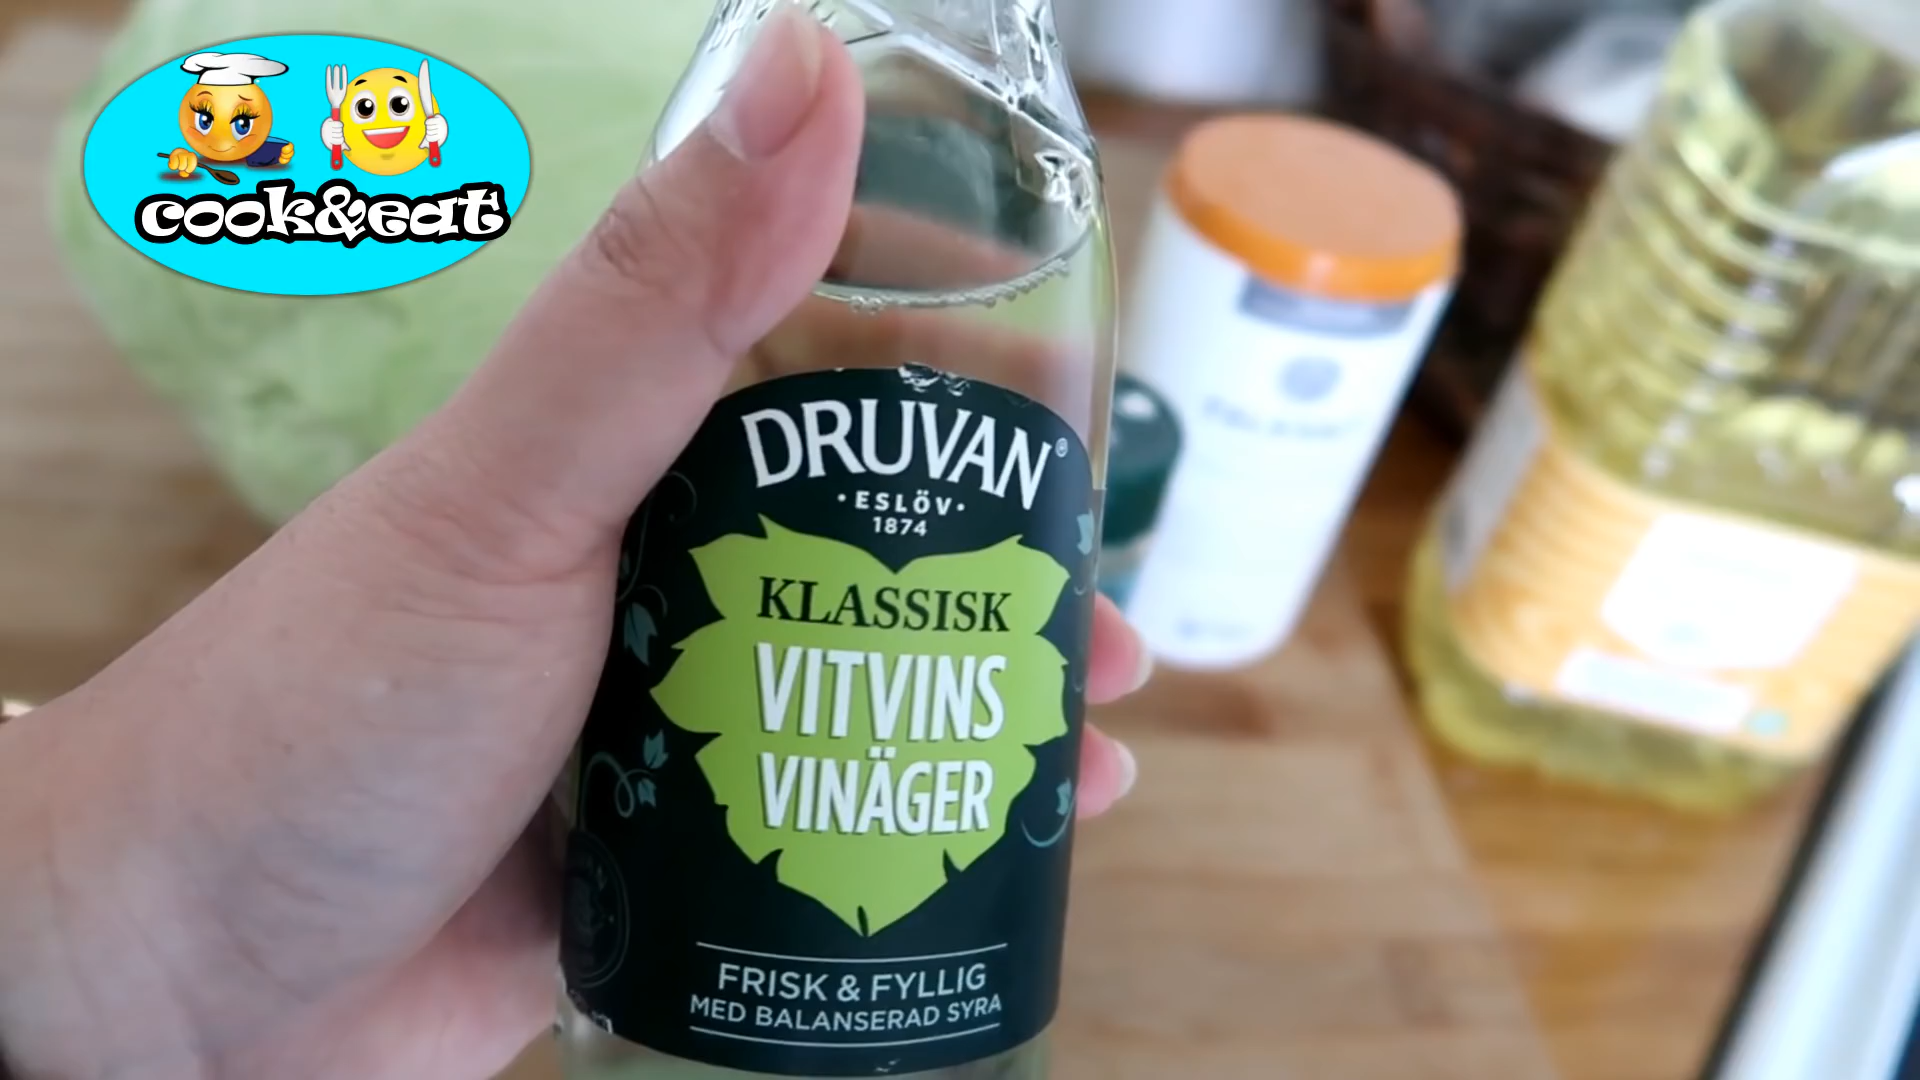 cook&eat
DRUVAN®
·ESLÖV·
1874
KLASSISK
VITVINS
VINÄGER
FRISK & FYLLIG
MED BALANSERAD SYRA